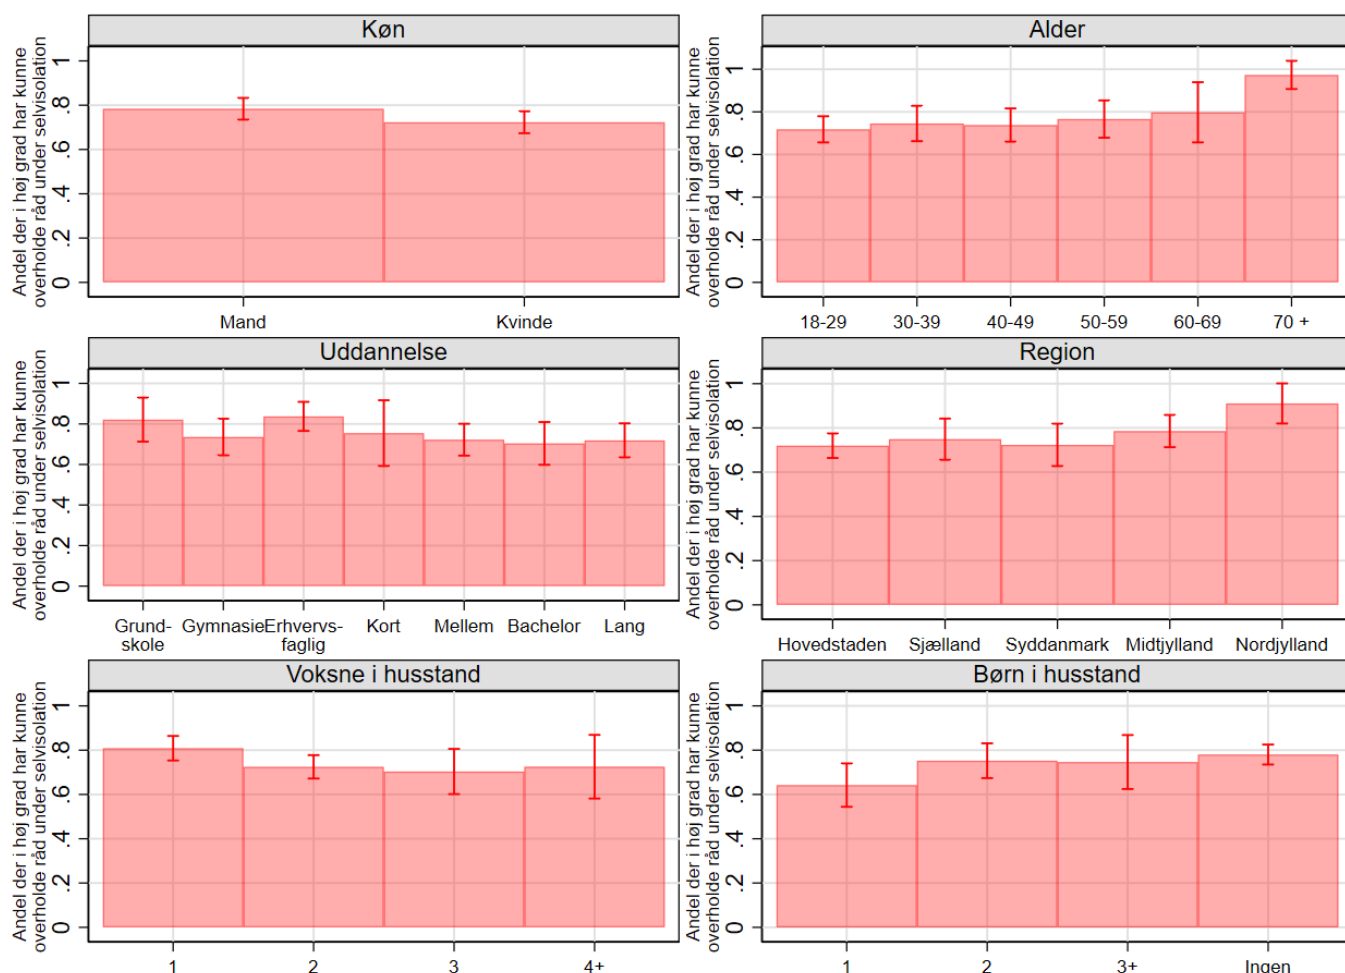 Køn
Andel der i høj grad har kunne
overholde råd under selvisolation
1
.8
.6
.4
.2
0
Mand Kvinde
Alder
Andel der i høj grad har kunne
overholde råd under selvisolation
1
.8
.6
.4
.2
0
18-29 30-39 40-49 50-59 60-69 70 +
Uddannelse
Andel der i høj grad har kunne
overholde råd under selvisolation
1
.8
.6
.4
.2
0
Grund- Gymnasie Erhvervs- Kort Mellem Bachelor Lang
skole faglig
Region
Andel der i høj grad har kunne
overholde råd under selvisolation
1
.8
.6
.4
.2
0
Hovedstaden Sjælland Syddanmark Midtjylland Nordjylland
Voksne i husstand
Andel der i høj grad har kunne
overholde råd under selvisolation
1
.8
.6
.4
.2
0
1 2 3 4+
Børn i husstand
Andel der i høj grad har kunne
overholde råd under selvisolation
1
.8
.6
.4
.2
0
1 2 3+ Ingen